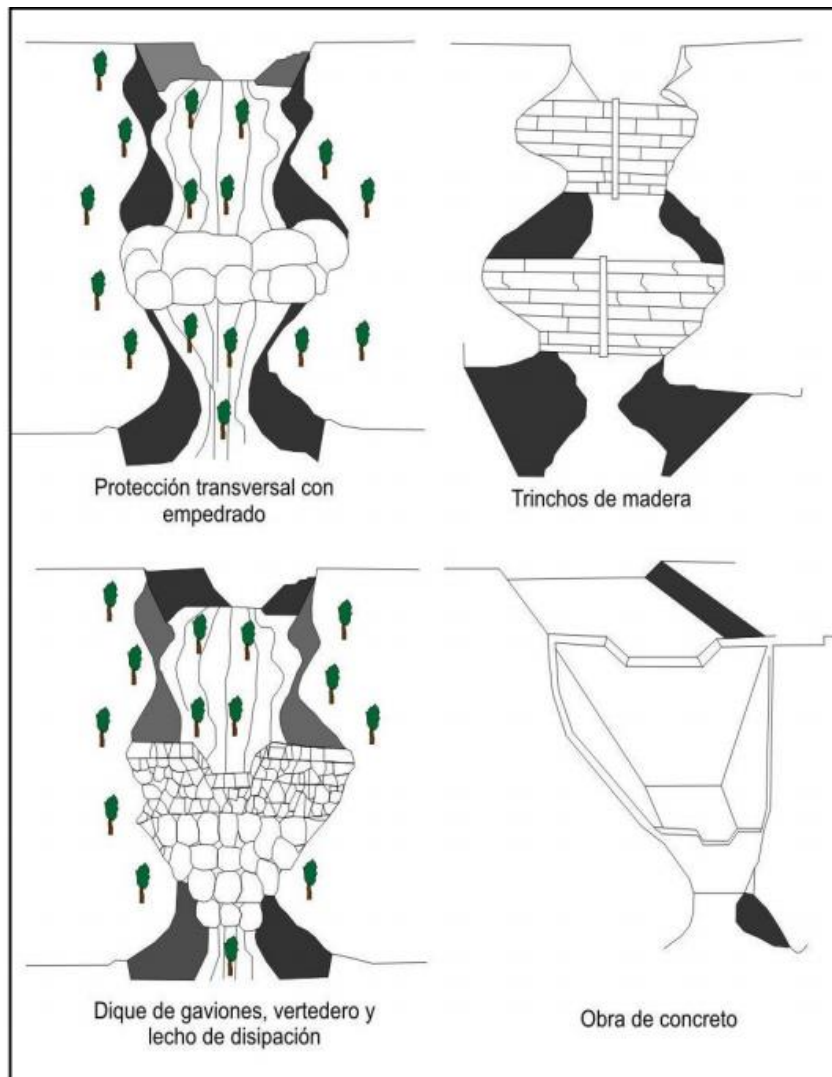 Protección transversal con
empedrado
Trinchos de madera
Dique de gaviones, vertedero y
lecho de disipación
Obra de concreto